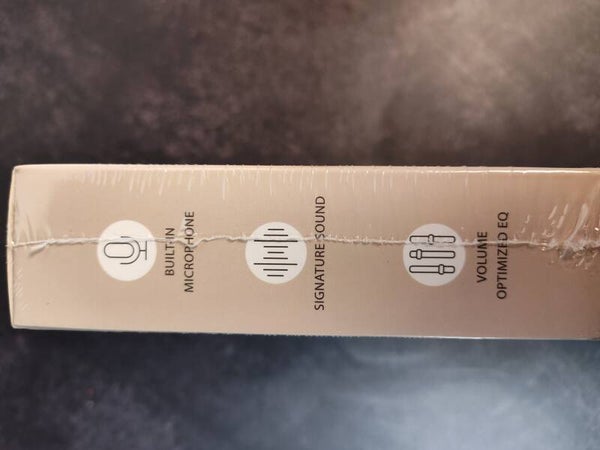 BUILT-IN
MICROPHONE
SIGNATURE SOUND
VOLUME
OPTIMIZED EQ